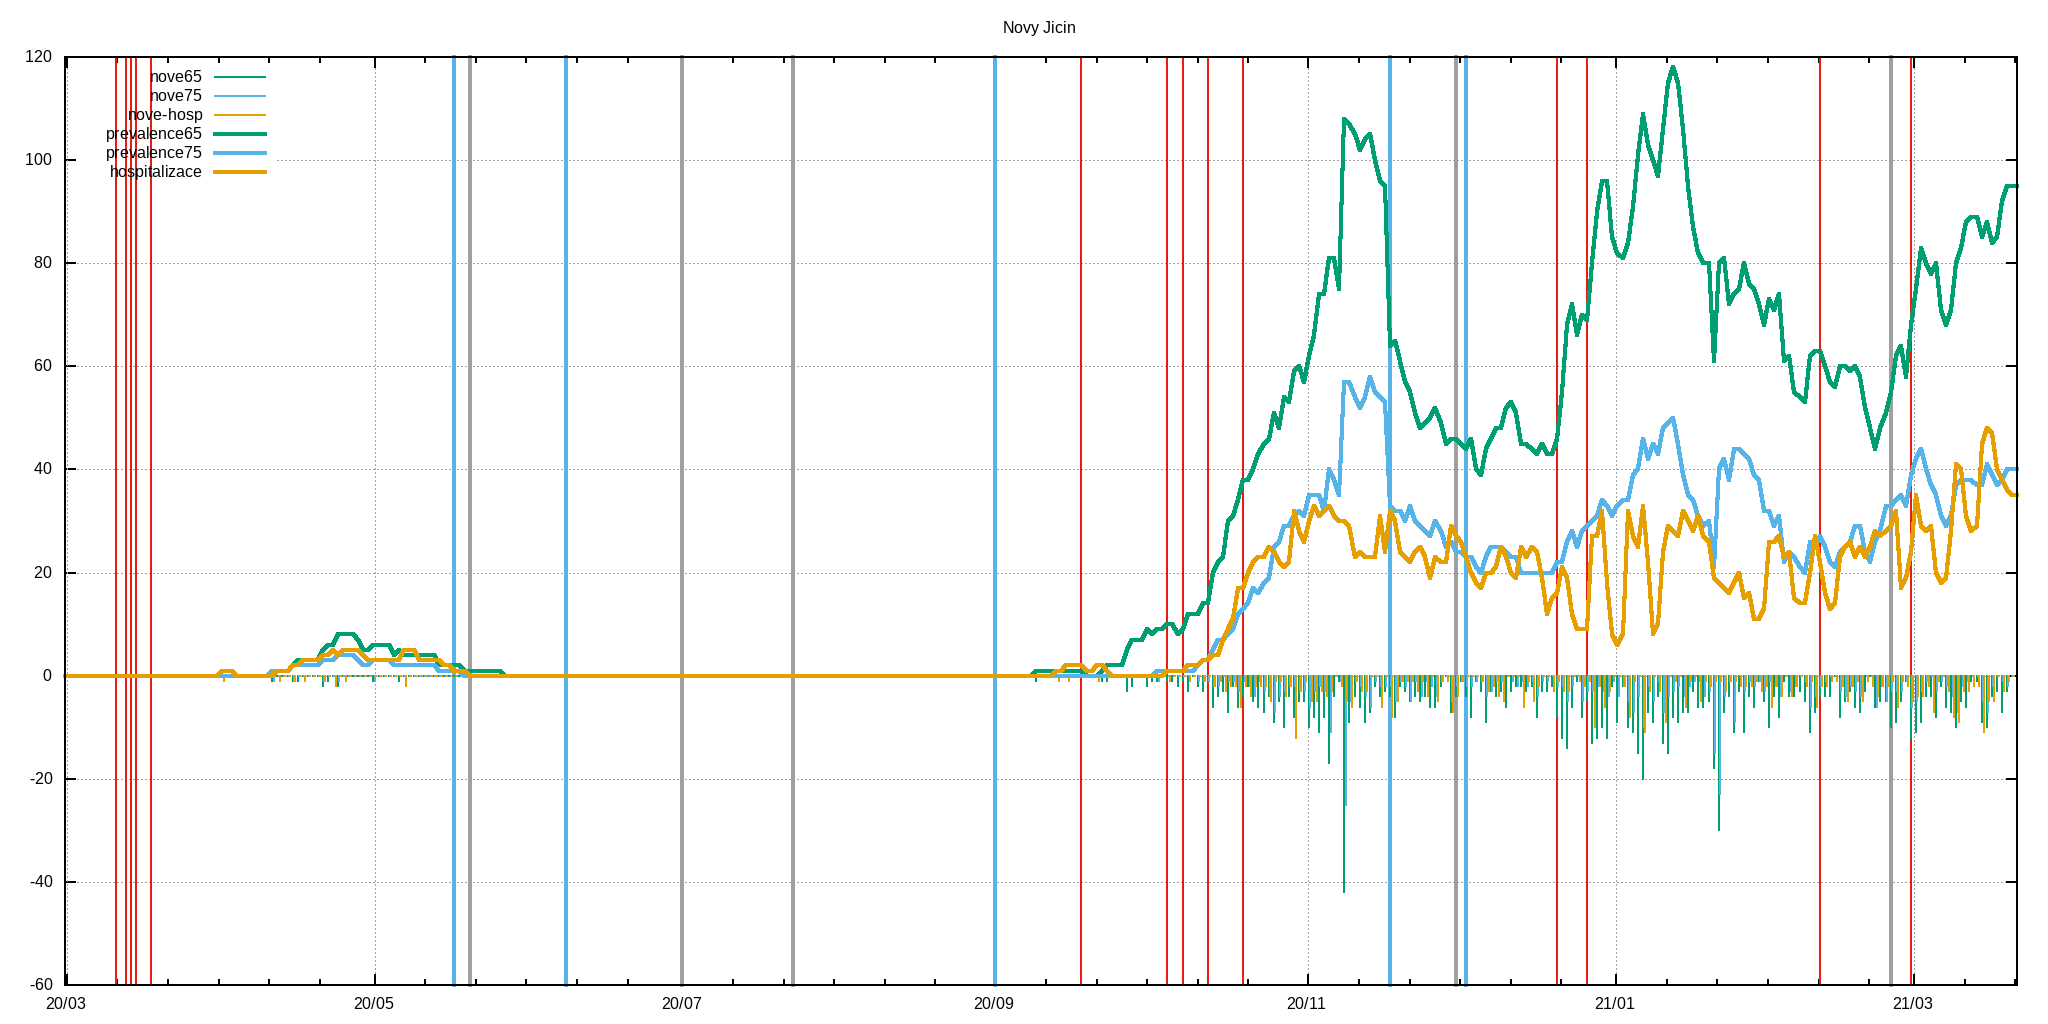 Novy Jicin
120
100
80
60
40
20
0
-20
-40
-60
nove65
nove75
nove-hosp
prevalence65
prevalence75
hospitalizace
20/03 20/05 20/07 20/09 20/11 21/01 21/03